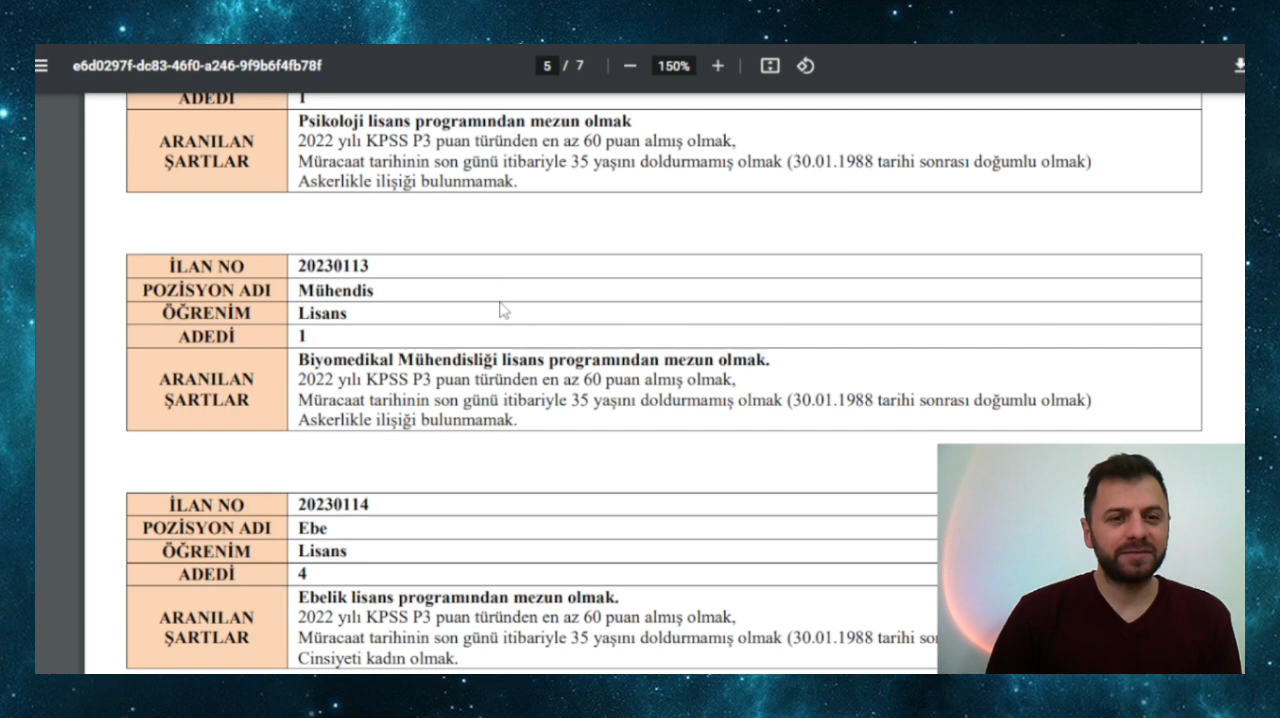 e6d0297f-dc83-46f0-a246-9f9b6f4fb78f
5 / 7
150%
ADEDİ 1
ARANILAN ŞARTLAR
Psikoloji lisans programından mezun olmak
2022 yılı KPSS P3 puan türünden en az 60 puan almış olmak,
Müracaat tarihinin son günü itibariyle 35 yaşını doldurmamış olmak (30.01.1988 tarihi sonrası doğumlu olmak)
Askerlikle ilişiği bulunmamak.
İLAN NO 20230113
POZİSYON ADI Mühendis
ÖĞRENİM Lisans
ADEDİ 1
ARANILAN ŞARTLAR
Biyomedikal Mühendisliği lisans programından mezun olmak.
2022 yılı KPSS P3 puan türünden en az 60 puan almış olmak,
Müracaat tarihinin son günü itibariyle 35 yaşını doldurmamış olmak (30.01.1988 tarihi sonrası doğumlu olmak)
Askerlikle ilişiği bulunmamak.
İLAN NO 20230114
POZİSYON ADI Ebe
ÖĞRENİM Lisans
ADEDİ 4
ARANILAN ŞARTLAR
Ebelik lisans programından mezun olmak.
2022 yılı KPSS P3 puan türünden en az 60 puan almış olmak,
Müracaat tarihinin son günü itibariyle 35 yaşını doldurmamış olmak (30.01.1988 tarihi
Cinsiyeti kadın olmak.